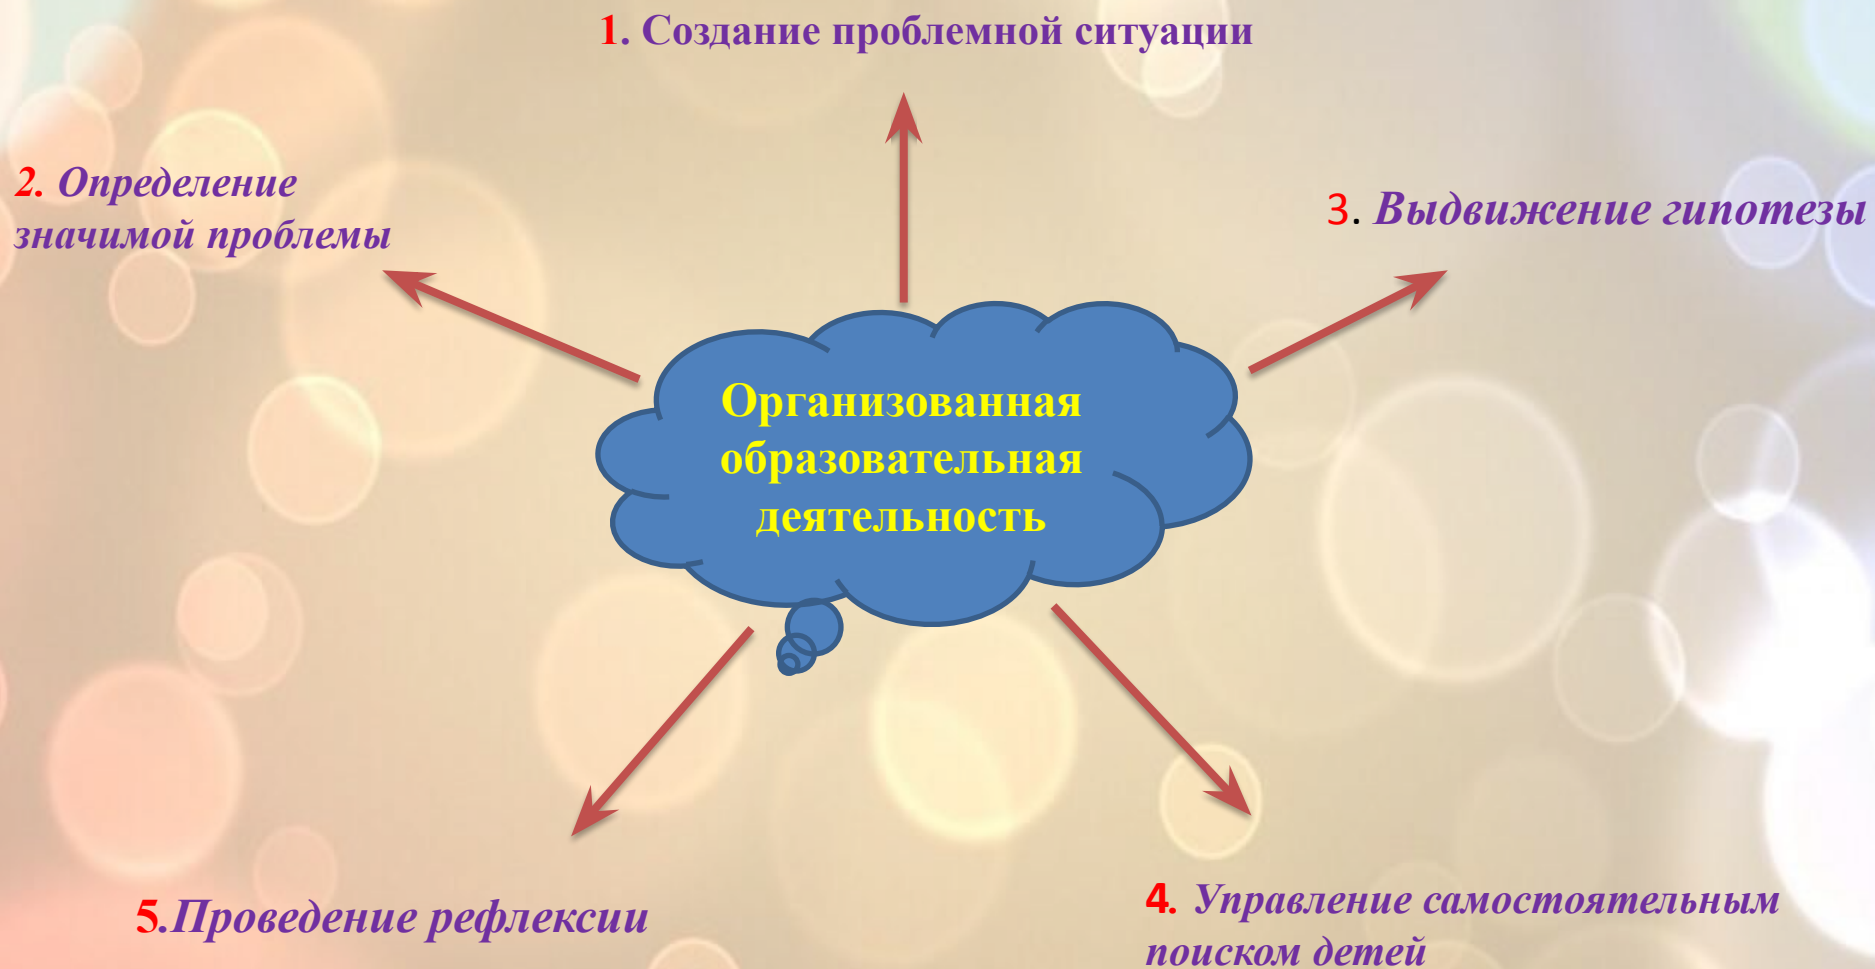 1. Создание проблемной ситуации
2. Определение
значимой проблемы
3. Выдвижение гипотезы
Организованная
образовательная
деятельность
4. Управление самостоятельным
поиском детей
5.Проведение рефлексии